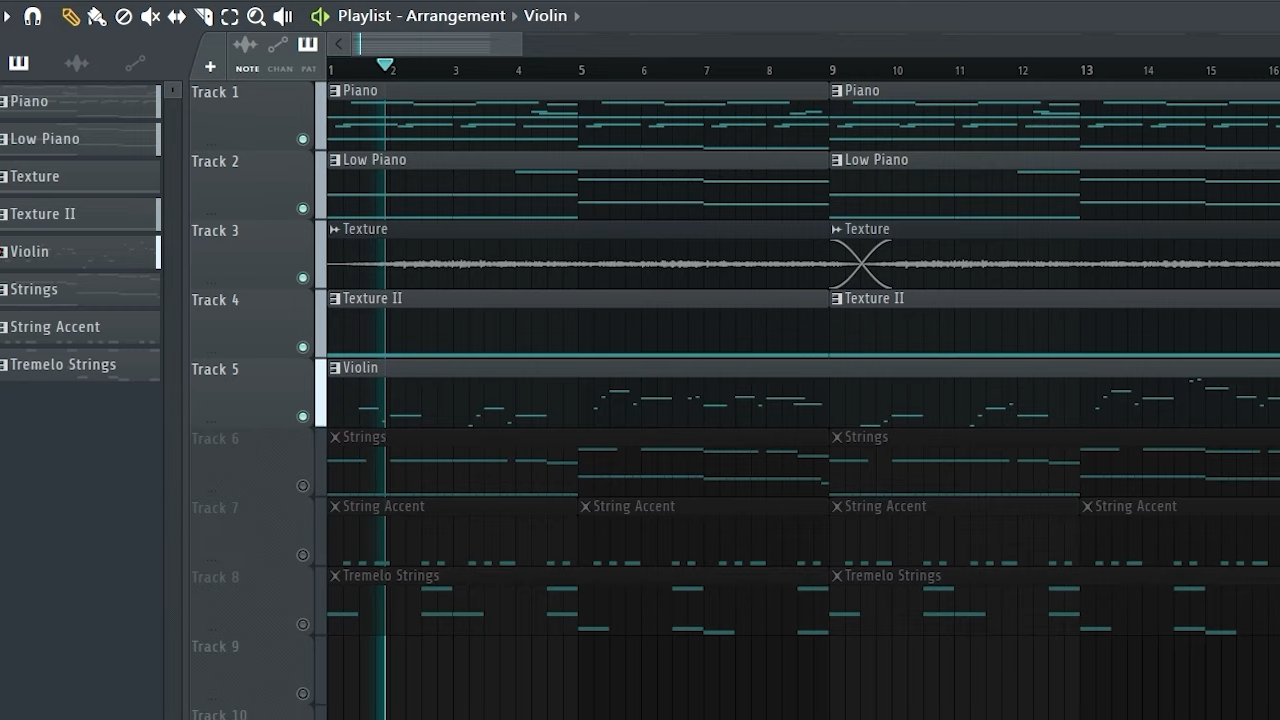 Playlist - Arrangement ▸ Violin ▸
NOTE CHAN PAT
1 2 3 4 5 6 7 8 9 10 11 12 13 14 15 16
Piano
Low Piano
Texture
Texture II
Violin
Strings
String Accent
Tremelo Strings
Track 1
Piano
Piano
Track 2
Low Piano
Low Piano
Track 3
Texture
Texture
Track 4
Texture II
Texture II
Track 5
Violin
Track 6
Strings
Strings
Track 7
String Accent
String Accent
String Accent
String Accent
Track 8
Tremelo Strings
Tremelo Strings
Track 9
Track 10